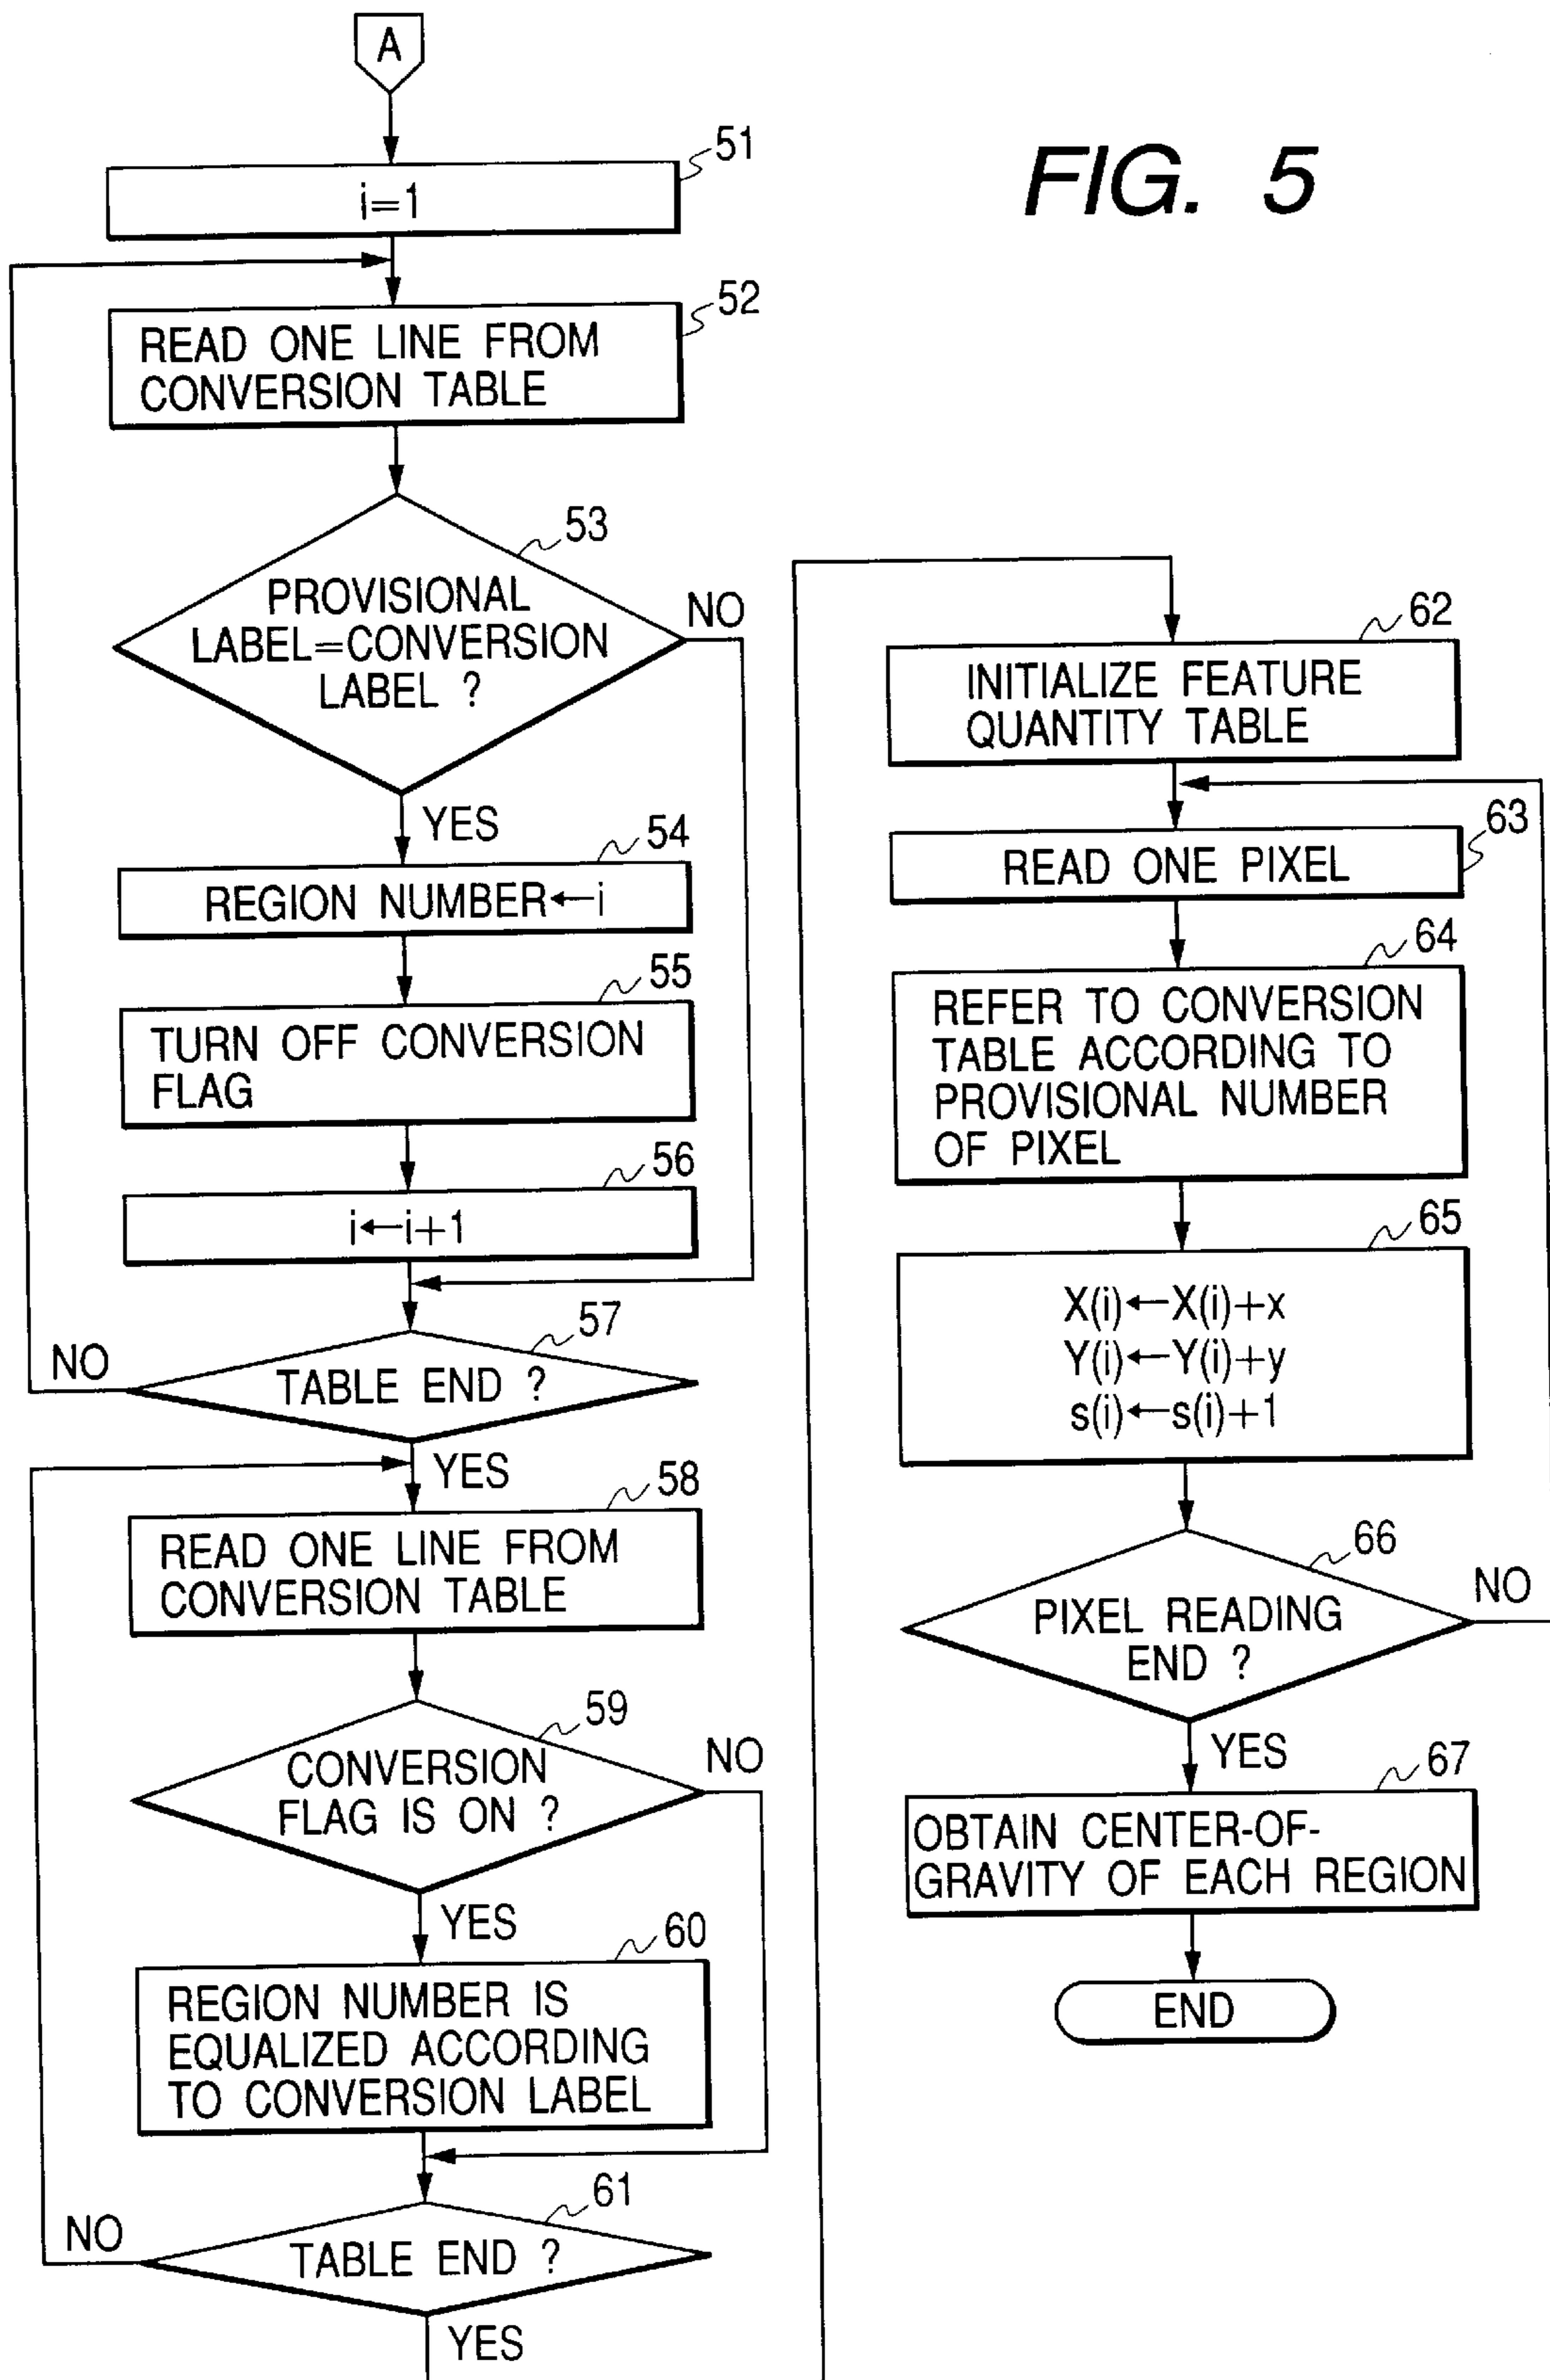 A
FIG. 5
51
i=1
52
READ ONE LINE FROM
CONVERSION TABLE
53
PROVISIONAL
LABEL=CONVERSION
LABEL ?
NO
YES
54
REGION NUMBER←i
55
TURN OFF CONVERSION
FLAG
56
i←i+1
57
NO
TABLE END ?
YES
58
READ ONE LINE FROM
CONVERSION TABLE
59
CONVERSION
FLAG IS ON ?
NO
YES
60
REGION NUMBER IS
EQUALIZED ACCORDING
TO CONVERSION LABEL
61
NO
TABLE END ?
YES
62
INITIALIZE FEATURE
QUANTITY TABLE
63
READ ONE PIXEL
64
REFER TO CONVERSION
TABLE ACCORDING TO
PROVISIONAL NUMBER
OF PIXEL
65
X(i)←X(i)+x
Y(i)←Y(i)+y
s(i)←s(i)+1
66
PIXEL READING
END ?
NO
YES
67
OBTAIN CENTER-OF-
GRAVITY OF EACH REGION
END